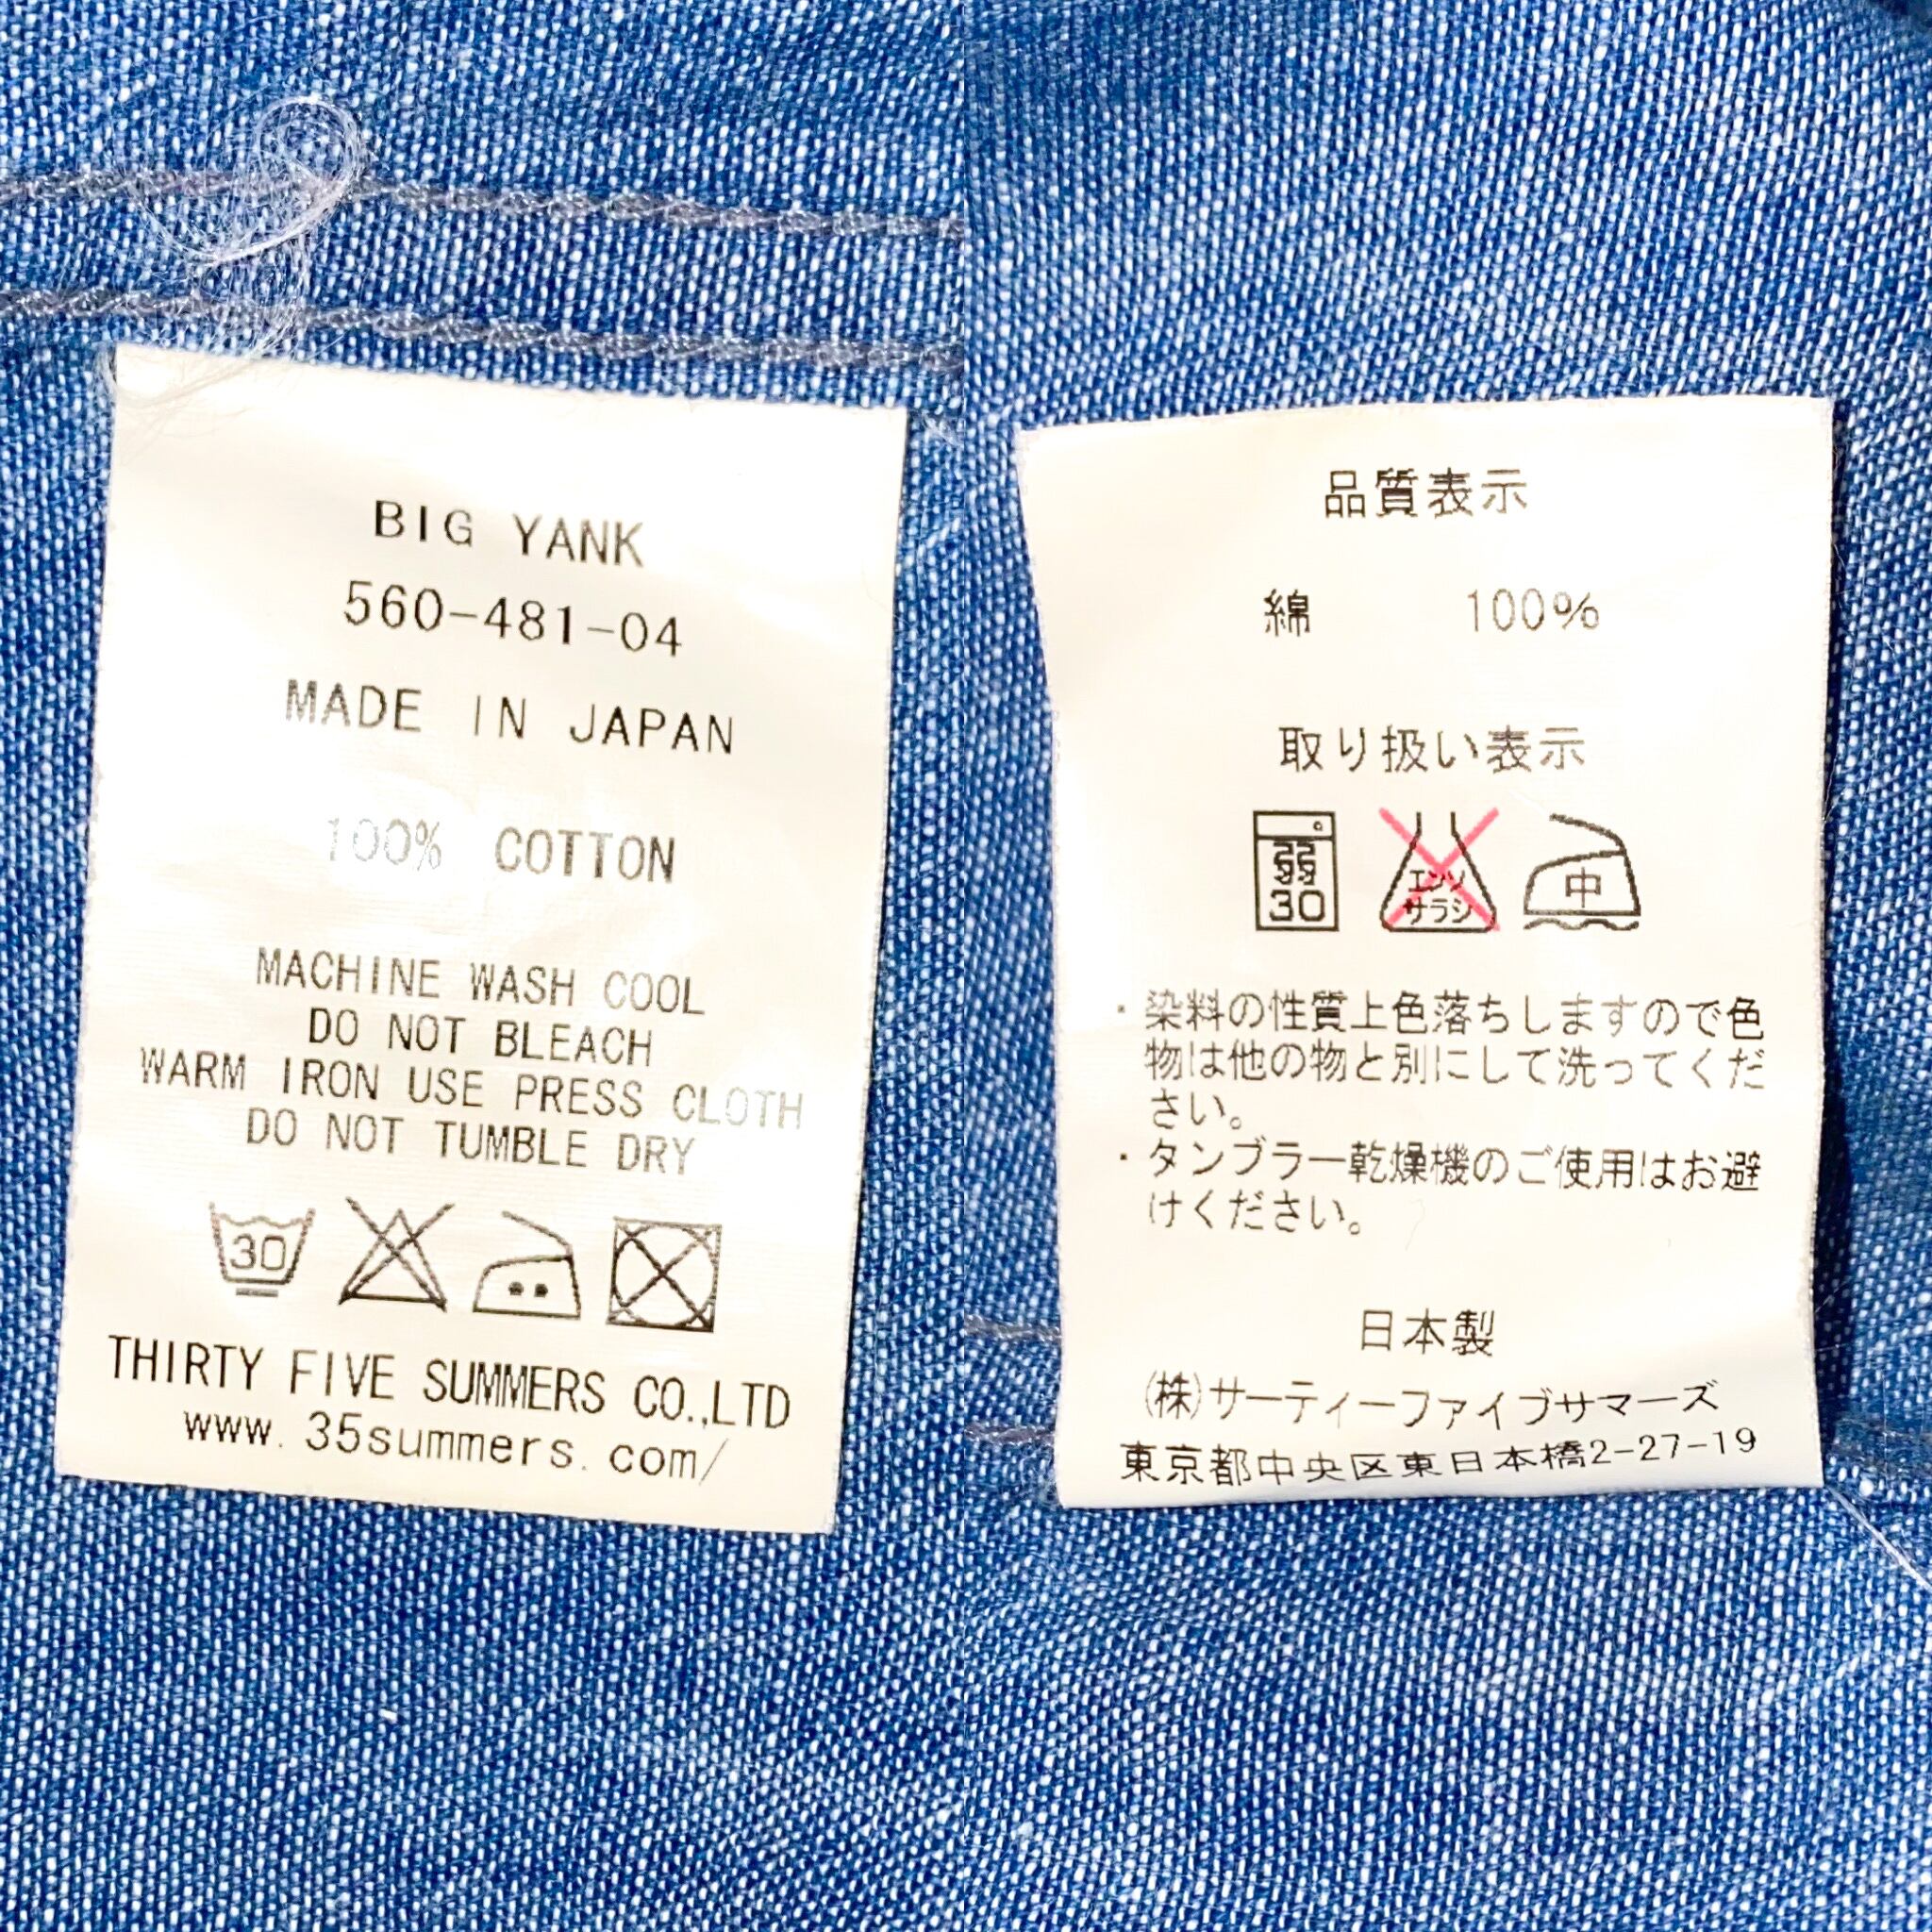 BIG YANK
560-481-04
MADE IN JAPAN
100% COTTON
MACHINE WASH COOL
DO NOT BLEACH
WARM IRON USE PRESS CLOTH
DO NOT TUMBLE DRY
30
THIRTY FIVE SUMMERS CO.,LTD
www.35summers.com/
品質表示
綿 100%
取り扱い表示
弱
30
エンソ
サラシ
中
・染料の性質上色落ちしますので色
物は他の物と別にして洗ってくだ
さい。
・タンブラー乾燥機のご使用はお避
けください。
日本製
(株)サーティーファイブサマーズ
東京都中央区東日本橋2-27-19